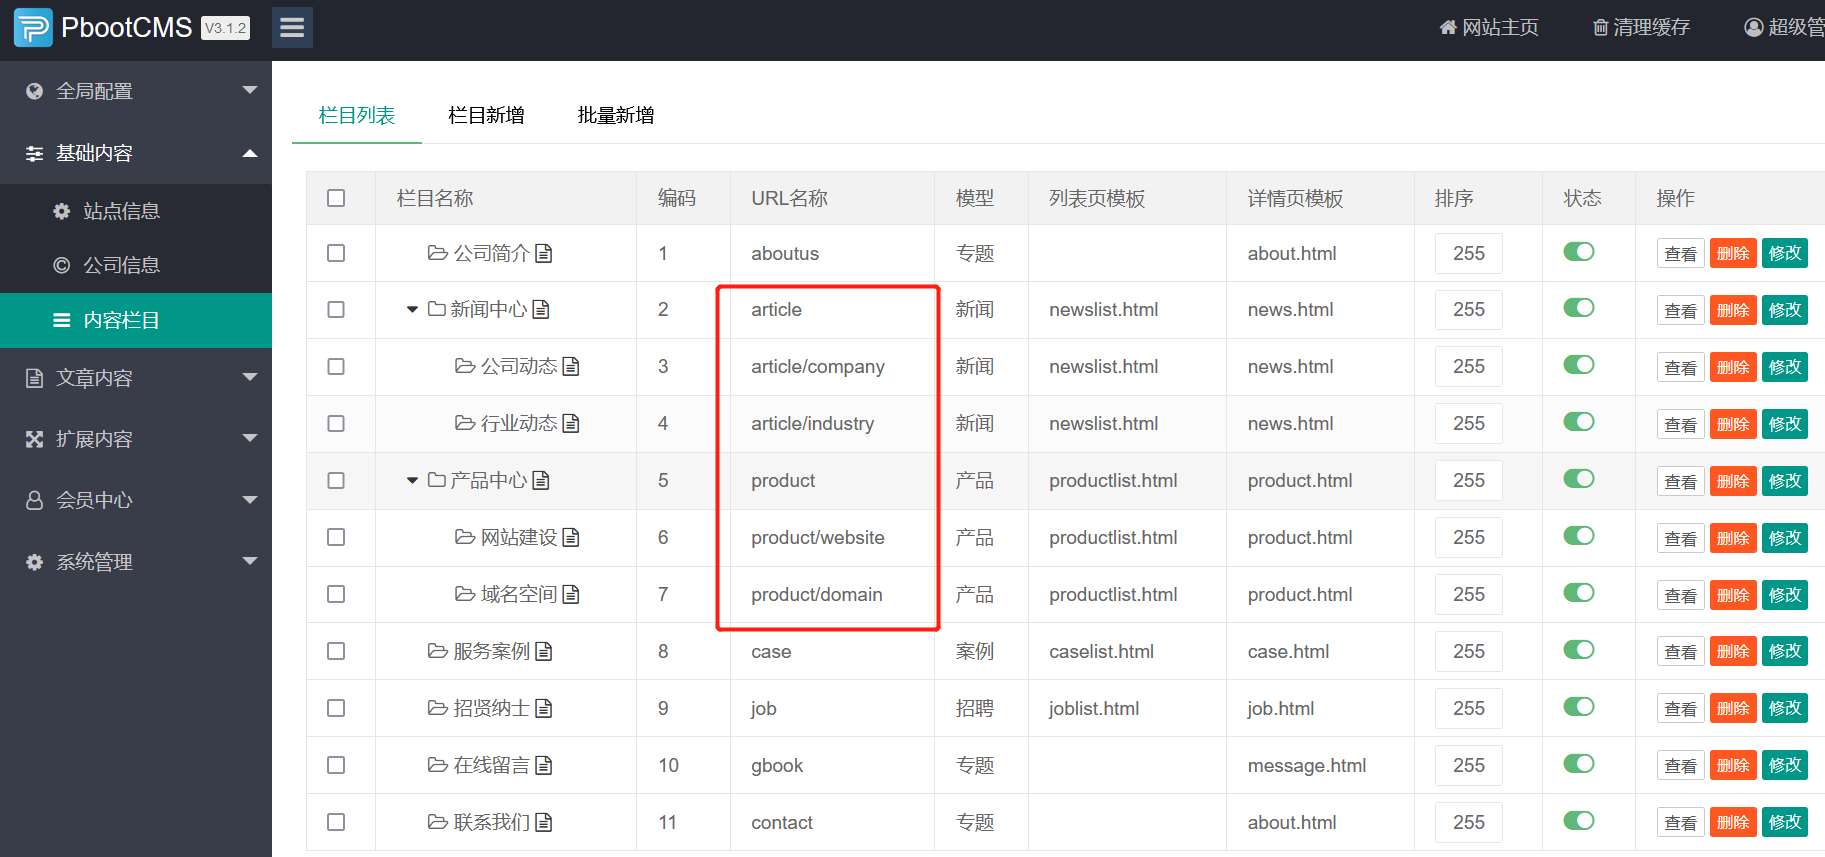 PbootCMS V3.1.2 网站主页 清理缓存 超级管
全局配置
基础内容
站点信息
公司信息
内容栏目
文章内容
扩展内容
会员中心
系统管理
栏目列表 栏目新增 批量新增
栏目名称 编码 URL名称 模型 列表页模板 详情页模板 排序 状态 操作
公司简介 1 aboutus 专题 about.html 255 查看 删除 修改
新闻中心 2 article 新闻 newslist.html news.html 255 查看 删除 修改
公司动态 3 article/company 新闻 newslist.html news.html 255 查看 删除 修改
行业动态 4 article/industry 新闻 newslist.html news.html 255 查看 删除 修改
产品中心 5 product 产品 productlist.html product.html 255 查看 删除 修改
网站建设 6 product/website 产品 productlist.html product.html 255 查看 删除 修改
域名空间 7 product/domain 产品 productlist.html product.html 255 查看 删除 修改
服务案例 8 case 案例 caselist.html case.html 255 查看 删除 修改
招贤纳士 9 job 招聘 joblist.html job.html 255 查看 删除 修改
在线留言 10 gbook 专题 message.html 255 查看 删除 修改
联系我们 11 contact 专题 about.html 255 查看 删除 修改